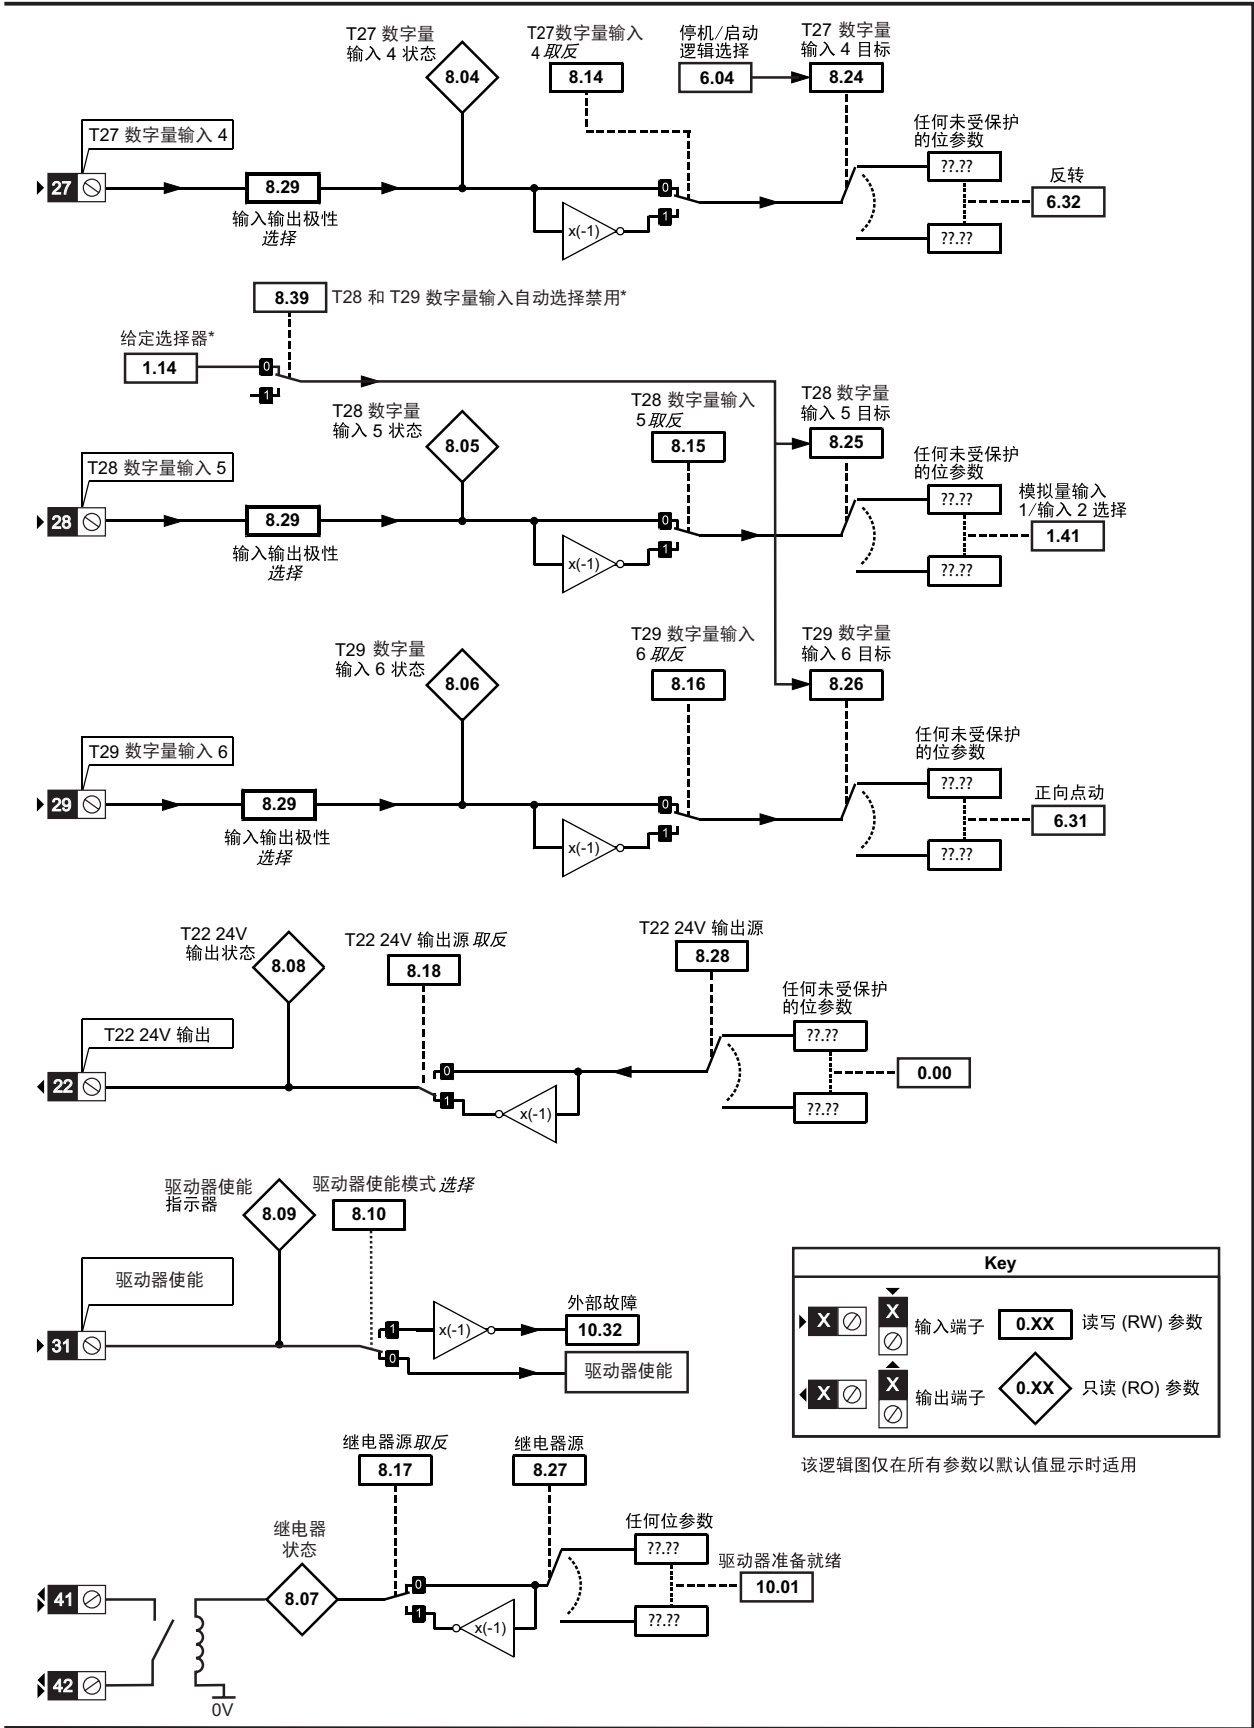 T27 数字量
输入 4 状态
8.04
T27数字量输入
4 取反
8.14
停机/启动
逻辑选择
6.04
T27 数字量
输入 4 目标
8.24
T27 数字量输入 4
27
8.29
输入输出极性
选择
0
1
x(-1)
任何未受保护
的位参数
??.??
??.??
反转
6.32
8.39
T28 和 T29 数字量输入自动选择禁用*
给定选择器*
1.14
0
1
T28 数字量
输入 5 状态
8.05
T28 数字量输入
5 取反
8.15
T28 数字量
输入 5 目标
8.25
T28 数字量输入 5
28
8.29
输入输出极性
选择
0
1
x(-1)
任何未受保护
的位参数
??.??
??.??
模拟量输入
1/输入 2 选择
1.41
T29 数字量
输入 6 状态
8.06
T29 数字量输入
6 取反
8.16
T29 数字量
输入 6 目标
8.26
T29 数字量输入 6
29
8.29
输入输出极性
选择
0
1
x(-1)
任何未受保护
的位参数
??.??
??.??
正向点动
6.31
T22 24V
输出状态
8.08
T22 24V 输出源 取反
8.18
T22 24V 输出源
8.28
T22 24V 输出
22
0
1
x(-1)
任何未受保护
的位参数
??.??
??.??
0.00
驱动器使能
指示器
8.09
驱动器使能模式 选择
8.10
驱动器使能
31
1
0
x(-1)
外部故障
10.32
驱动器使能
Key
X
X
输入端子
0.XX
读写 (RW) 参数
X
X
输出端子
0.XX
只读 (RO) 参数
该逻辑图仅在所有参数以默认值显示时适用
继电器源取反
8.17
继电器源
8.27
继电器
状态
8.07
0
1
x(-1)
任何位参数
??.??
??.??
驱动器准备就绪
10.01
41
42
0V